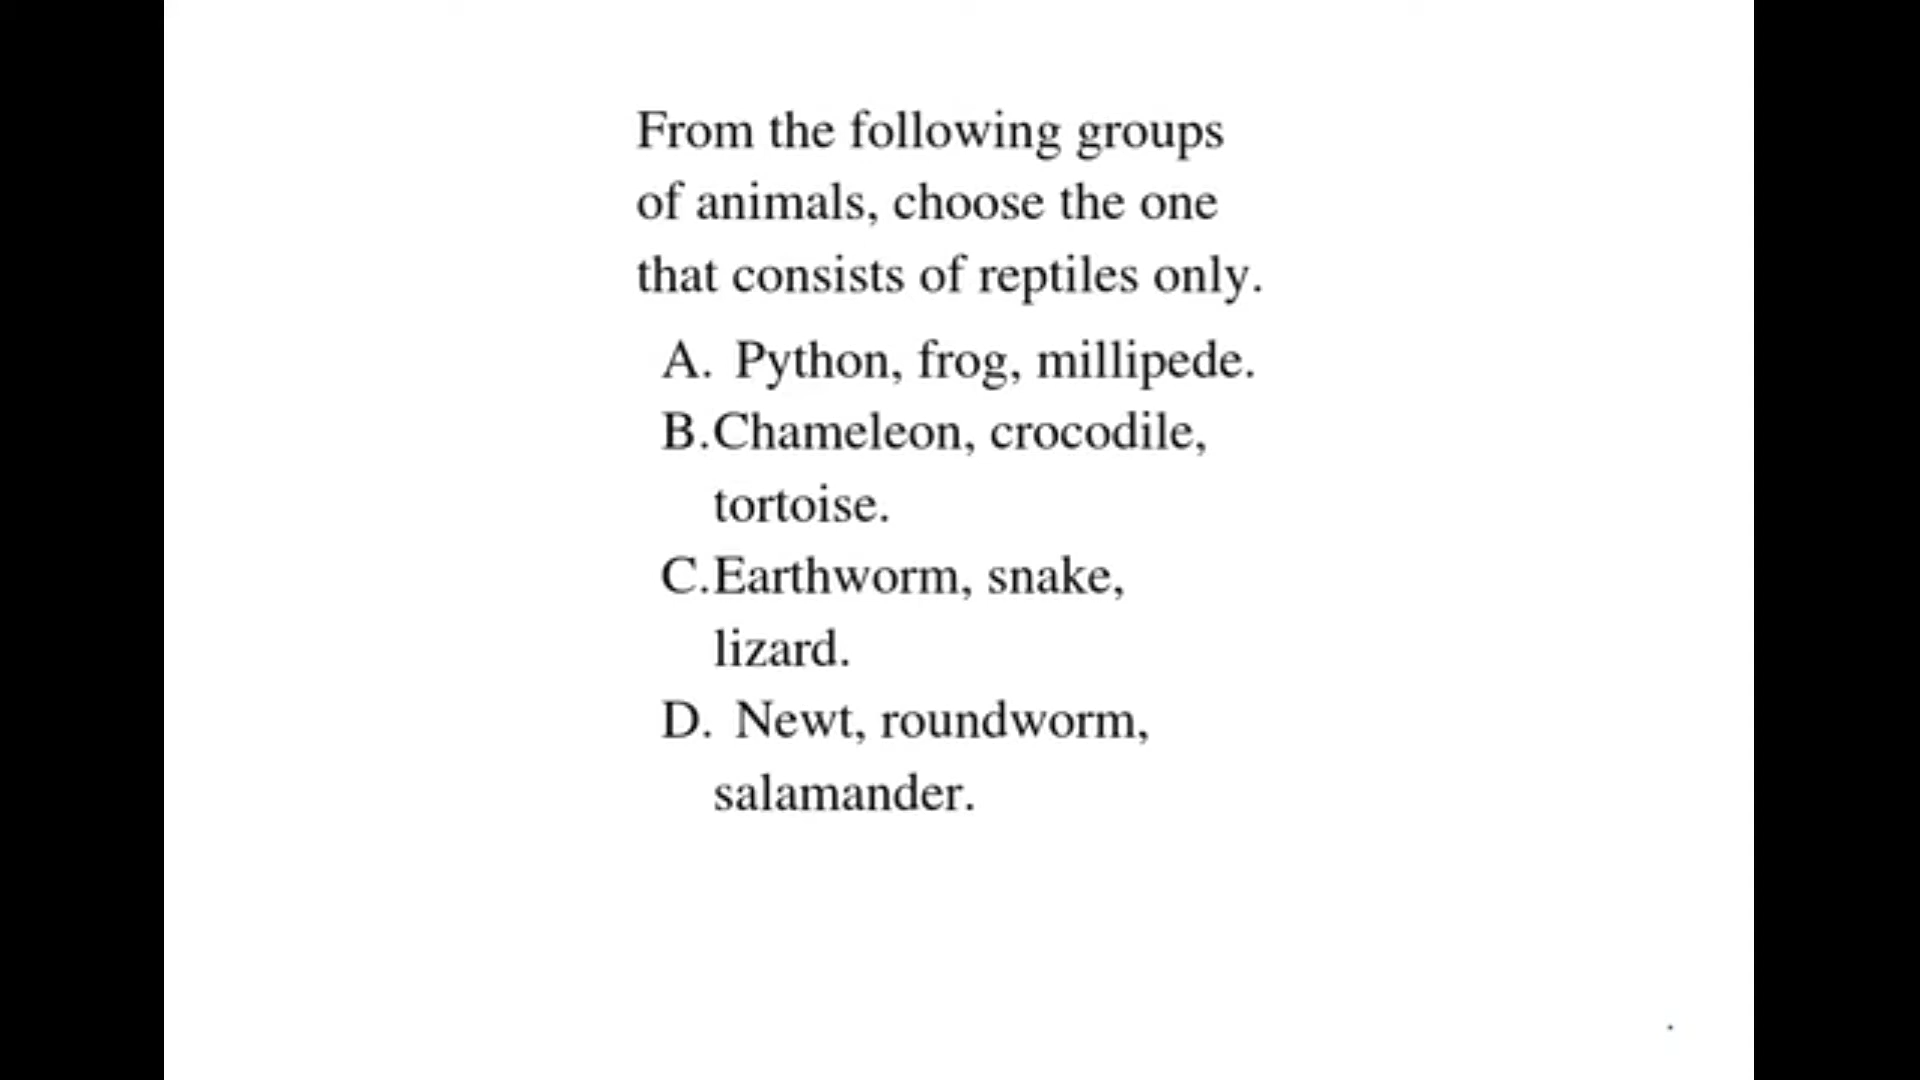 From the following groups
of animals, choose the one
that consists of reptiles only.
A. Python, frog, millipede.
B.Chameleon, crocodile,
tortoise.
C.Earthworm, snake,
lizard.
D. Newt, roundworm,
salamander.